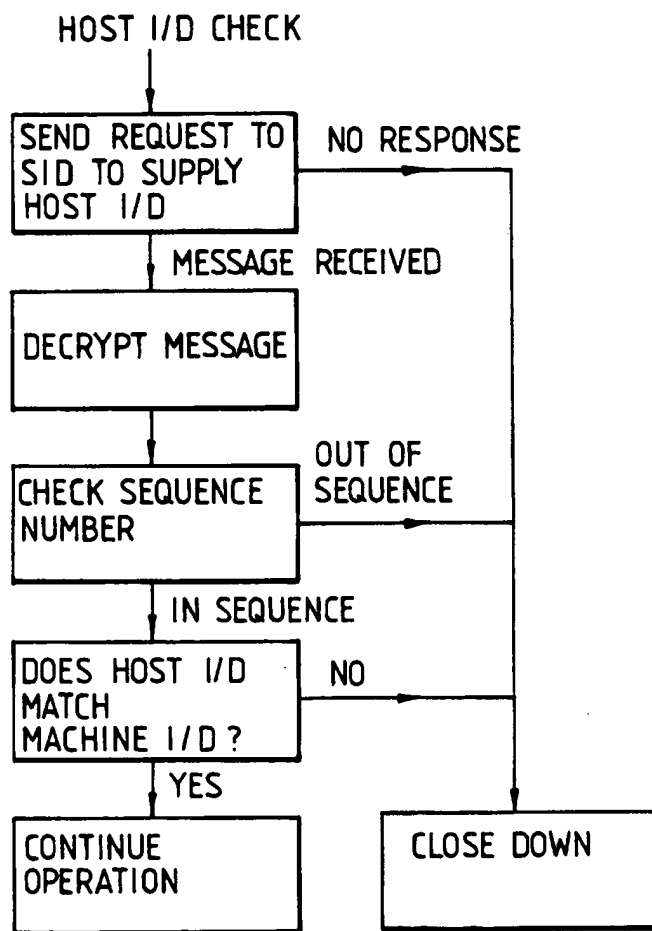 HOST I/D CHECK
SEND REQUEST TO
SID TO SUPPLY
HOST I/D
NO RESPONSE
MESSAGE RECEIVED
DECRYPT MESSAGE
CHECK SEQUENCE
NUMBER
OUT OF
SEQUENCE
IN SEQUENCE
DOES HOST I/D
MATCH
MACHINE I/D?
NO
YES
CONTINUE
OPERATION
CLOSE DOWN